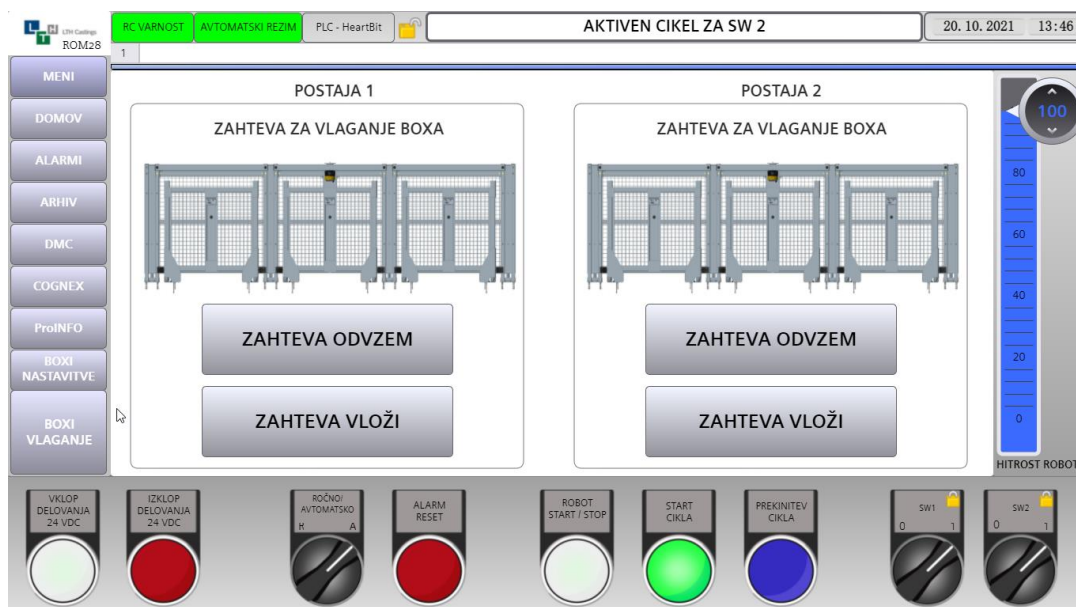 LTH Castings
ROM28
RC VARNOST
AVTOMATSKI REZIM
PLC - HeartBit
AKTIVEN CIKEL ZA SW 2
20. 10. 2021 13:46
1
MENI
DOMOV
ALARMI
ARHIV
DMC
COGNEX
ProINFO
BOXI
NASTAVITVE
BOXI
VLAGANJE
POSTAJA 1
ZAHTEVA ZA VLAGANJE BOXA
ZAHTEVA ODVZEM
ZAHTEVA VLOŽI
POSTAJA 2
ZAHTEVA ZA VLAGANJE BOXA
ZAHTEVA ODVZEM
ZAHTEVA VLOŽI
100
80
60
40
20
0
HITROST ROBOT
VKLOP
DELOVANJA
24 VDC
IZKLOP
DELOVANJA
24 VDC
ROČNO/
AVTOMATSKO
R A
ALARM
RESET
ROBOT
START / STOP
START
CIKLA
PREKINITEV
CIKLA
SW1
0 1
SW2
0 1